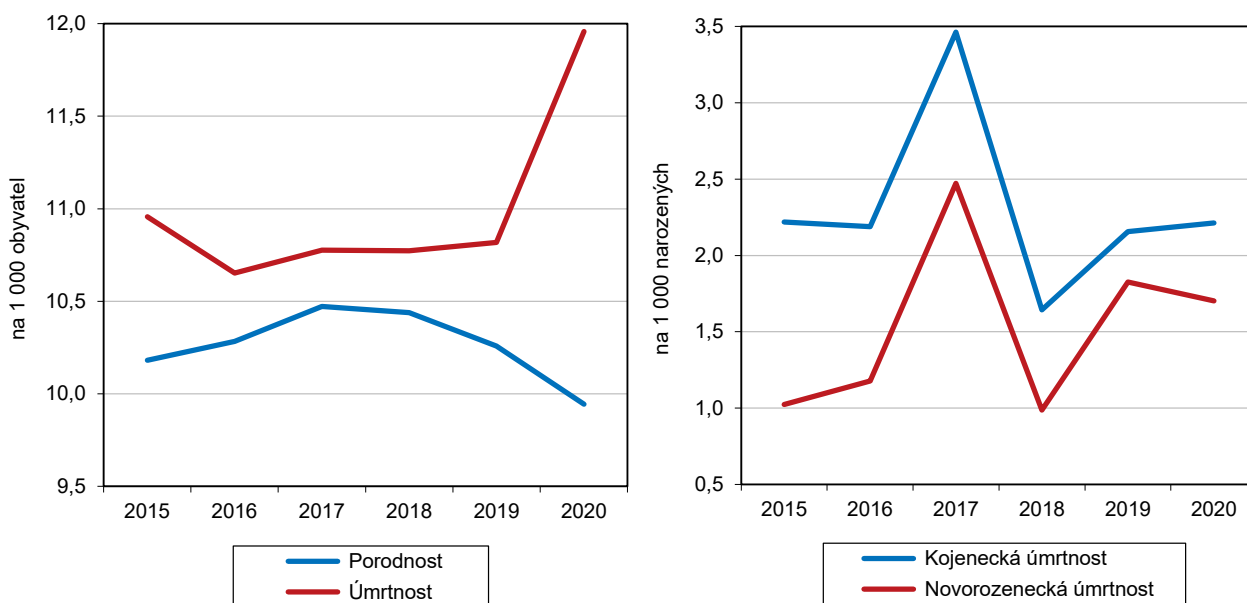 na 1 000 obyvatel
12,0
11,5
11,0
10,5
10,0
9,5
2015 2016 2017 2018 2019 2020
Porodnost
Úmrtnost
na 1 000 narozených
3,5
3,0
2,5
2,0
1,5
1,0
0,5
2015 2016 2017 2018 2019 2020
Kojenecká úmrtnost
Novorozenecká úmrtnost